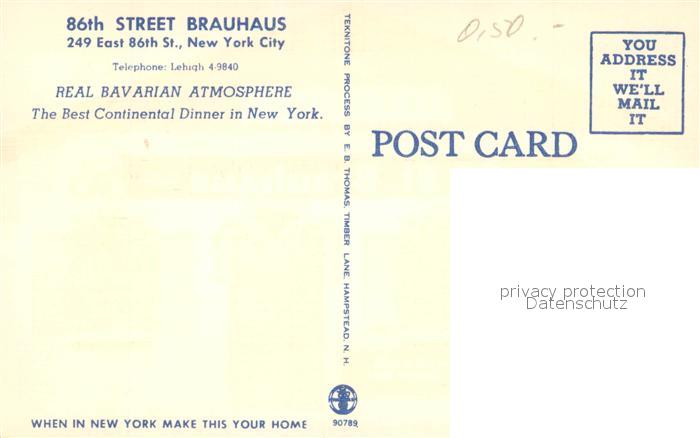 86th STREET BRAUHAUS
249 East 86th St., New York City
Telephone: Lehigh 4-9840
REAL BAVARIAN ATMOSPHERE
The Best Continental Dinner in New York.
WHEN IN NEW YORK MAKE THIS YOUR HOME
TEKNITONE PROCESS BY E. B. THOMAS, TIMBER LANE, HAMPSTEAD, N. H.
90789
0,50.-
POST CARD
YOU
ADDRESS
IT
WE'LL
MAIL
IT
privacy protection
Datenschutz